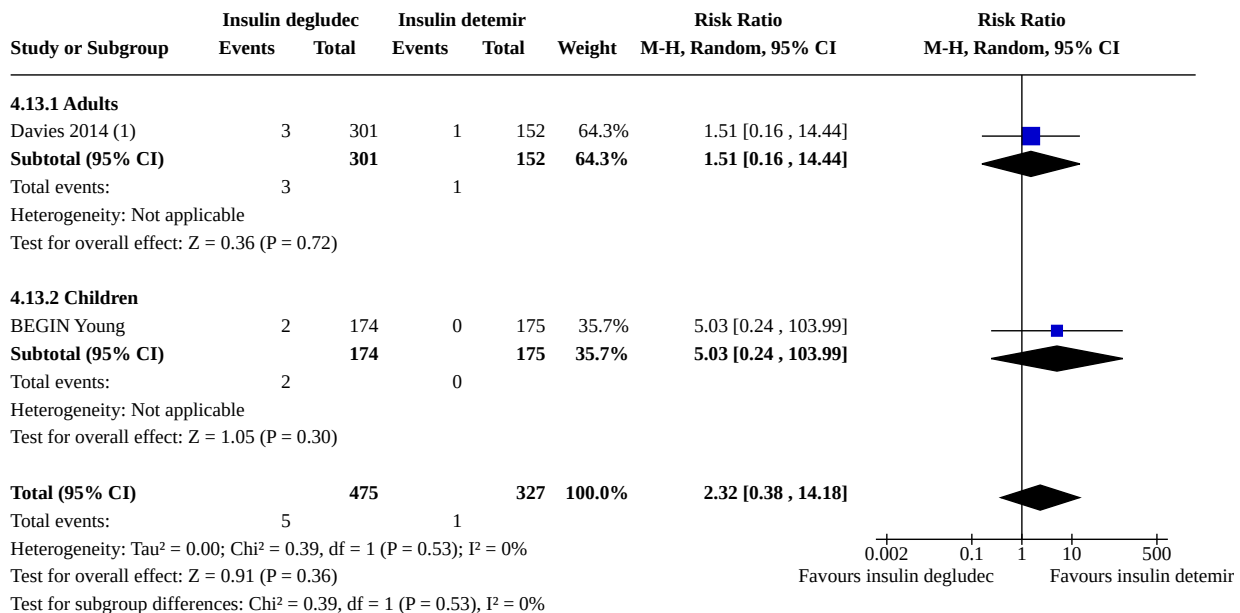 Insulin degludec Insulin detemir Risk Ratio Risk Ratio
Study or Subgroup Events Total Events Total Weight M-H, Random, 95% CI M-H, Random, 95% CI
4.13.1 Adults
Davies 2014 (1) 3 301 1 152 64.3% 1.51 [0.16 , 14.44]
Subtotal (95% CI) 301 152 64.3% 1.51 [0.16 , 14.44]
Total events: 3 1
Heterogeneity: Not applicable
Test for overall effect: Z = 0.36 (P = 0.72)
4.13.2 Children
BEGIN Young 2 174 0 175 35.7% 5.03 [0.24 , 103.99]
Subtotal (95% CI) 174 175 35.7% 5.03 [0.24 , 103.99]
Total events: 2 0
Heterogeneity: Not applicable
Test for overall effect: Z = 1.05 (P = 0.30)
Total (95% CI) 475 327 100.0% 2.32 [0.38 , 14.18]
Total events: 5 1
Heterogeneity: Tau² = 0.00; Chi² = 0.39, df = 1 (P = 0.53); I² = 0%
0.002 0.1 1 10 500
Test for overall effect: Z = 0.91 (P = 0.36)
Favours insulin degludec Favours insulin detemir
Test for subgroup differences: Chi² = 0.39, df = 1 (P = 0.53), I² = 0%